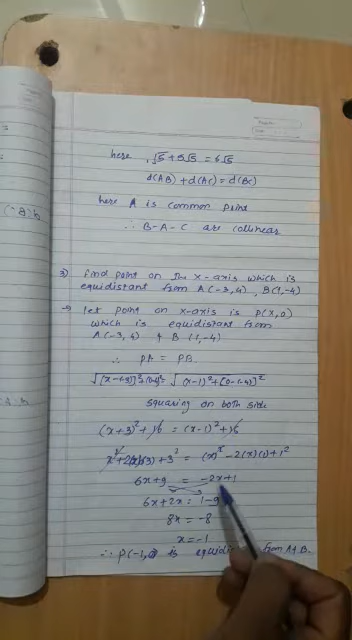 here √5 + 5√5 = 6√5
d(AB) + d(AC) = d(BC)
here A is common point
∴ B-A-C are collinear
3) find point on the x-axis which is
equidistant from A(-3,4), B(1,-4)
→ let point on x-axis is P(x,0)
which is equidistant from
A(-3,4) & B(1,-4)
∴ PA = PB
√[x-(-3)]²+(0-4)² = √(x-1)²+[0-(-4)]²
squaring on both side
(x+3)² + 16 = (x-1)² + 16
x² + 2(x)(3) + 3² = (x)² - 2(x)(1) + 1²
6x+9 = -2x+1
6x+2x = 1-9
8x = -8
x = -1
∴ P(-1,0) is from A & B.